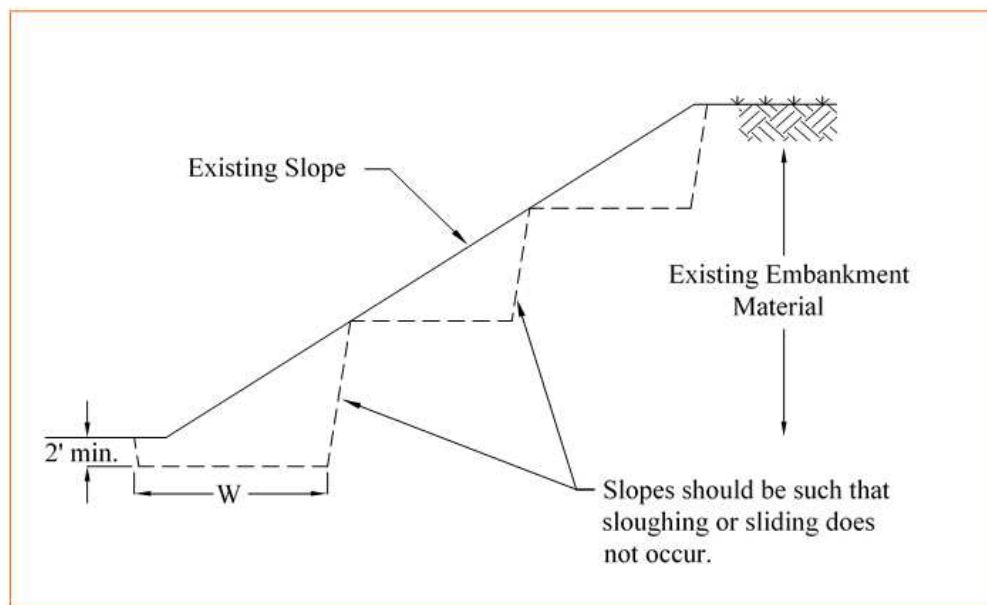 Existing Slope
Existing Embankment
Material
2' min.
W
Slopes should be such that
sloughing or sliding does
not occur.